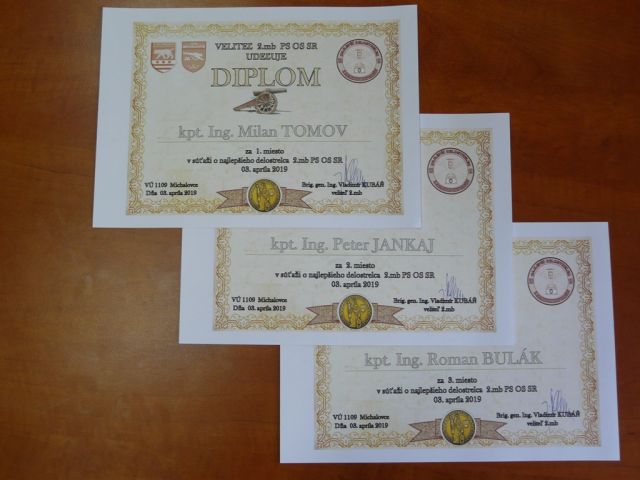 VELITEĽ 2.mb PS OS SR
UDEĽUJE
DIPLOM
kpt. Ing. Milan TOMOV
za 1. miesto
v súťaži o najlepšieho delostrelca 2.mb PS OS SR
03. apríla 2019
VÚ 1109 Michalovce
Dňa 03. apríla 2019
Brig. gen. Ing. Vladimír KUBÁŇ
veliteľ 2.mb
kpt. Ing. Peter JANKAJ
za 2. miesto
v súťaži o najlepšieho delostrelca 2.mb PS OS SR
03. apríla 2019
VÚ 1109 Michalovce
Dňa 03. apríla 2019
Brig. gen. Ing. Vladimír KUBÁŇ
veliteľ 2.mb
kpt. Ing. Roman BULÁK
za 3. miesto
v súťaži o najlepšieho delostrelca 2.mb PS OS SR
03. apríla 2019
VÚ 1109 Michalovce
Dňa 03. apríla 2019
Brig. gen. Ing. Vladimír KUBÁŇ
veliteľ 2.mb